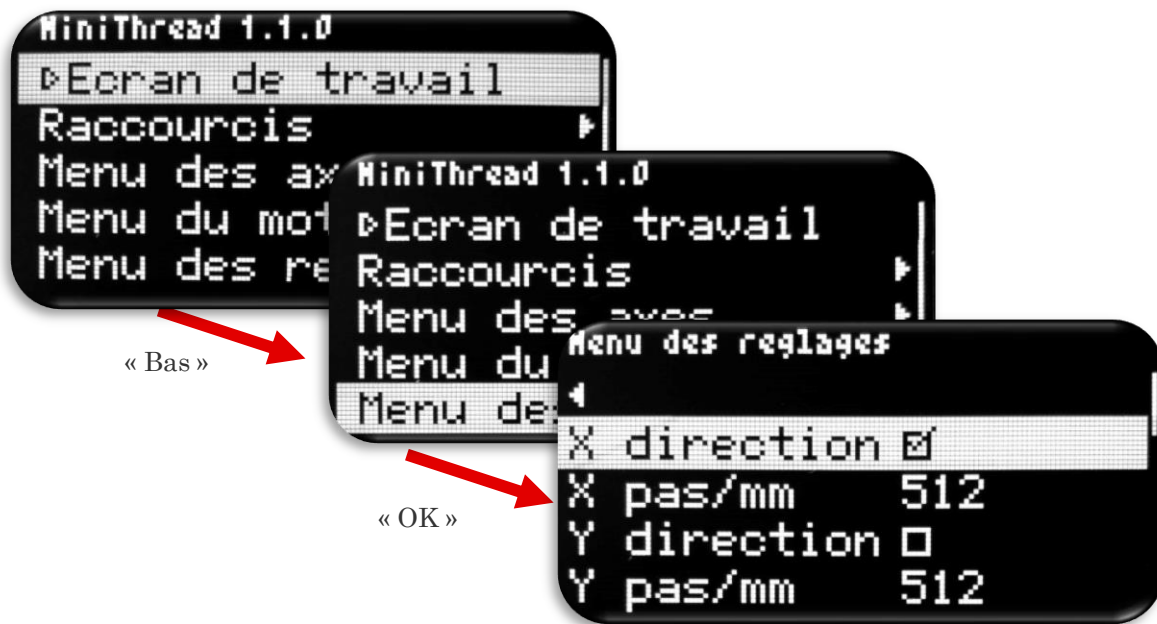 MiniThread 1.1.0
Ecran de travail
Raccourcis
Menu des ax
Menu du mot
Menu des re
« Bas »
MiniThread 1.1.0
Ecran de travail
Raccourcis
Menu des axes
Menu du
Menu des
« OK »
Menu des reglages
X direction
X pas/mm 512
Y direction
Y pas/mm 512